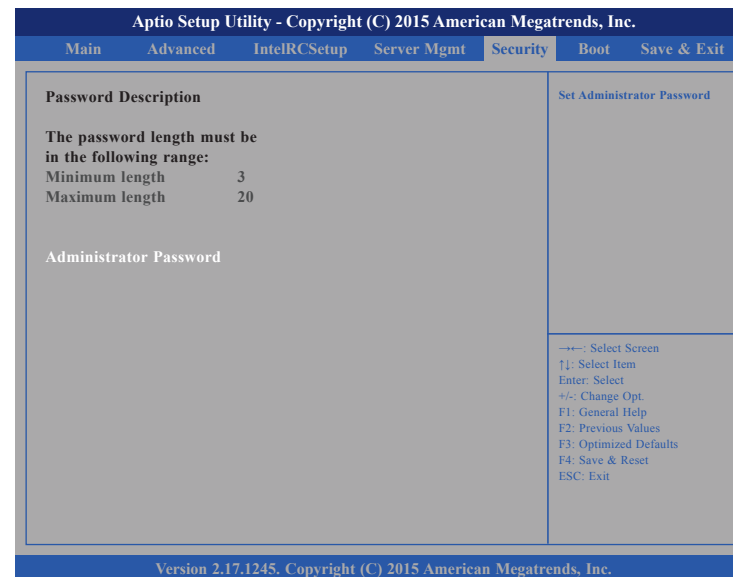 Aptio Setup Utility - Copyright (C) 2015 American Megatrends, Inc.
Main Advanced IntelRCSetup Server Mgmt Security Boot Save & Exit
Password Description
The password length must be
in the following range:
Minimum length 3
Maximum length 20
Administrator Password
Set Administrator Password
→←: Select Screen
↑↓: Select Item
Enter: Select
+/-: Change Opt.
F1: General Help
F2: Previous Values
F3: Optimized Defaults
F4: Save & Reset
ESC: Exit
Version 2.17.1245. Copyright (C) 2015 American Megatrends, Inc.